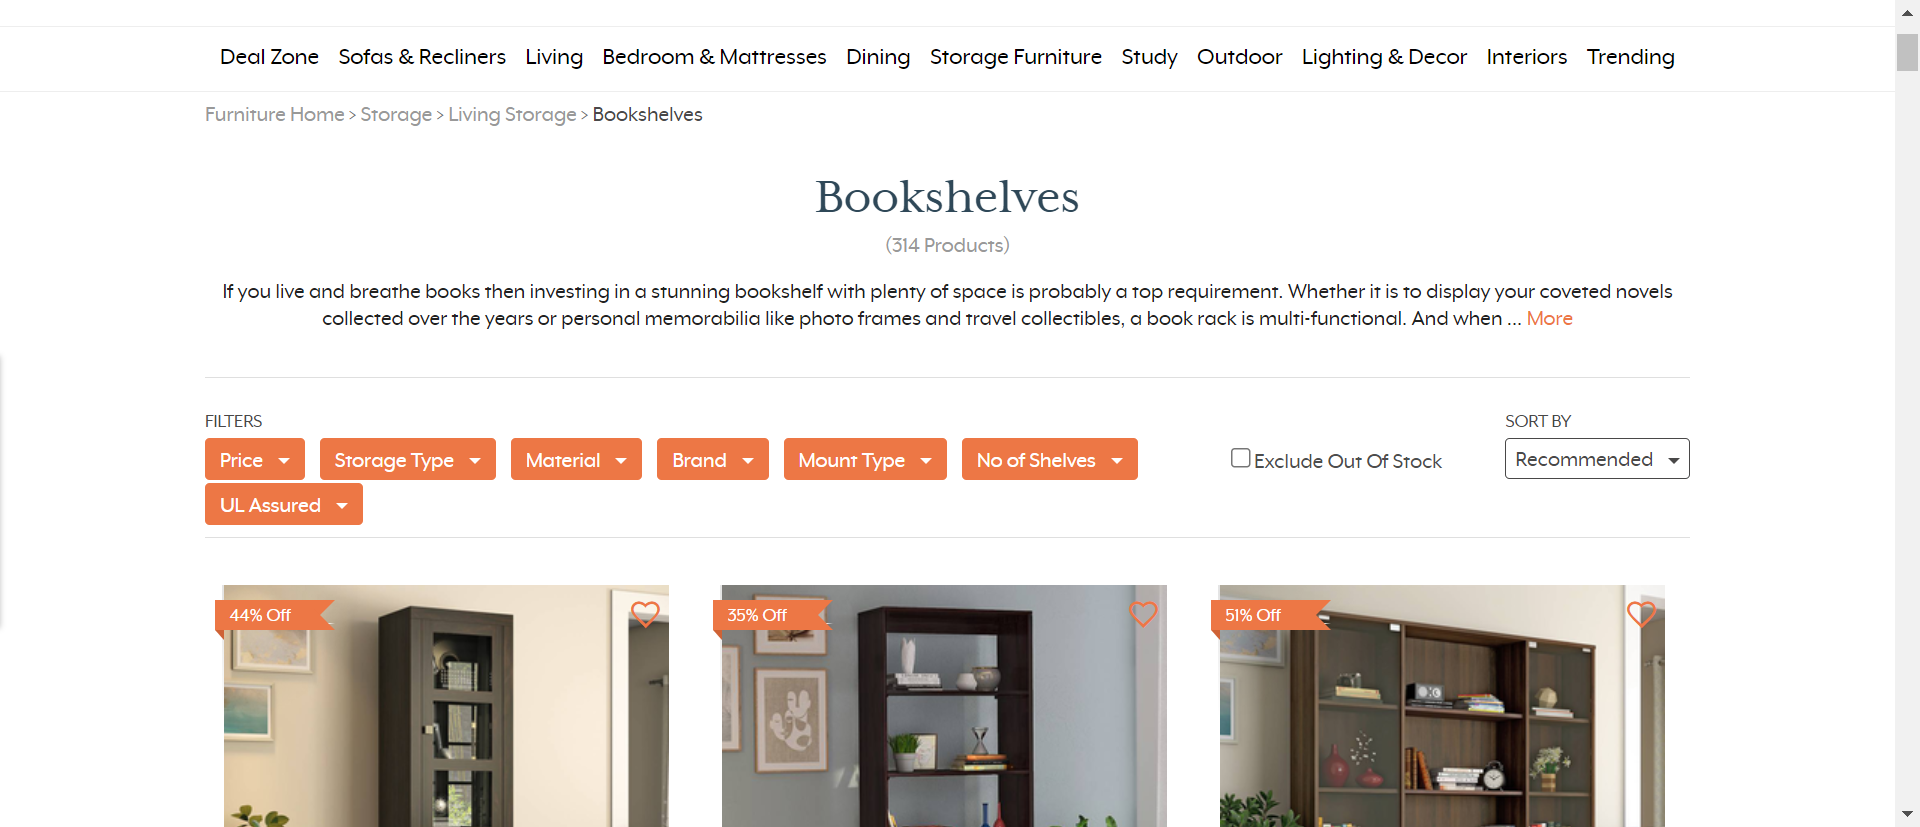 Deal Zone Sofas & Recliners Living Bedroom & Mattresses Dining Storage Furniture Study Outdoor Lighting & Decor Interiors Trending
Furniture Home > Storage > Living Storage > Bookshelves
Bookshelves
(314 Products)
If you live and breathe books then investing in a stunning bookshelf with plenty of space is probably a top requirement. Whether it is to display your coveted novels
collected over the years or personal memorabilia like photo frames and travel collectibles, a book rack is multi-functional. And when ... More
FILTERS
SORT BY
Price Storage Type Material Brand Mount Type No of Shelves
Exclude Out Of Stock
Recommended
UL Assured
44% Off
35% Off
51% Off